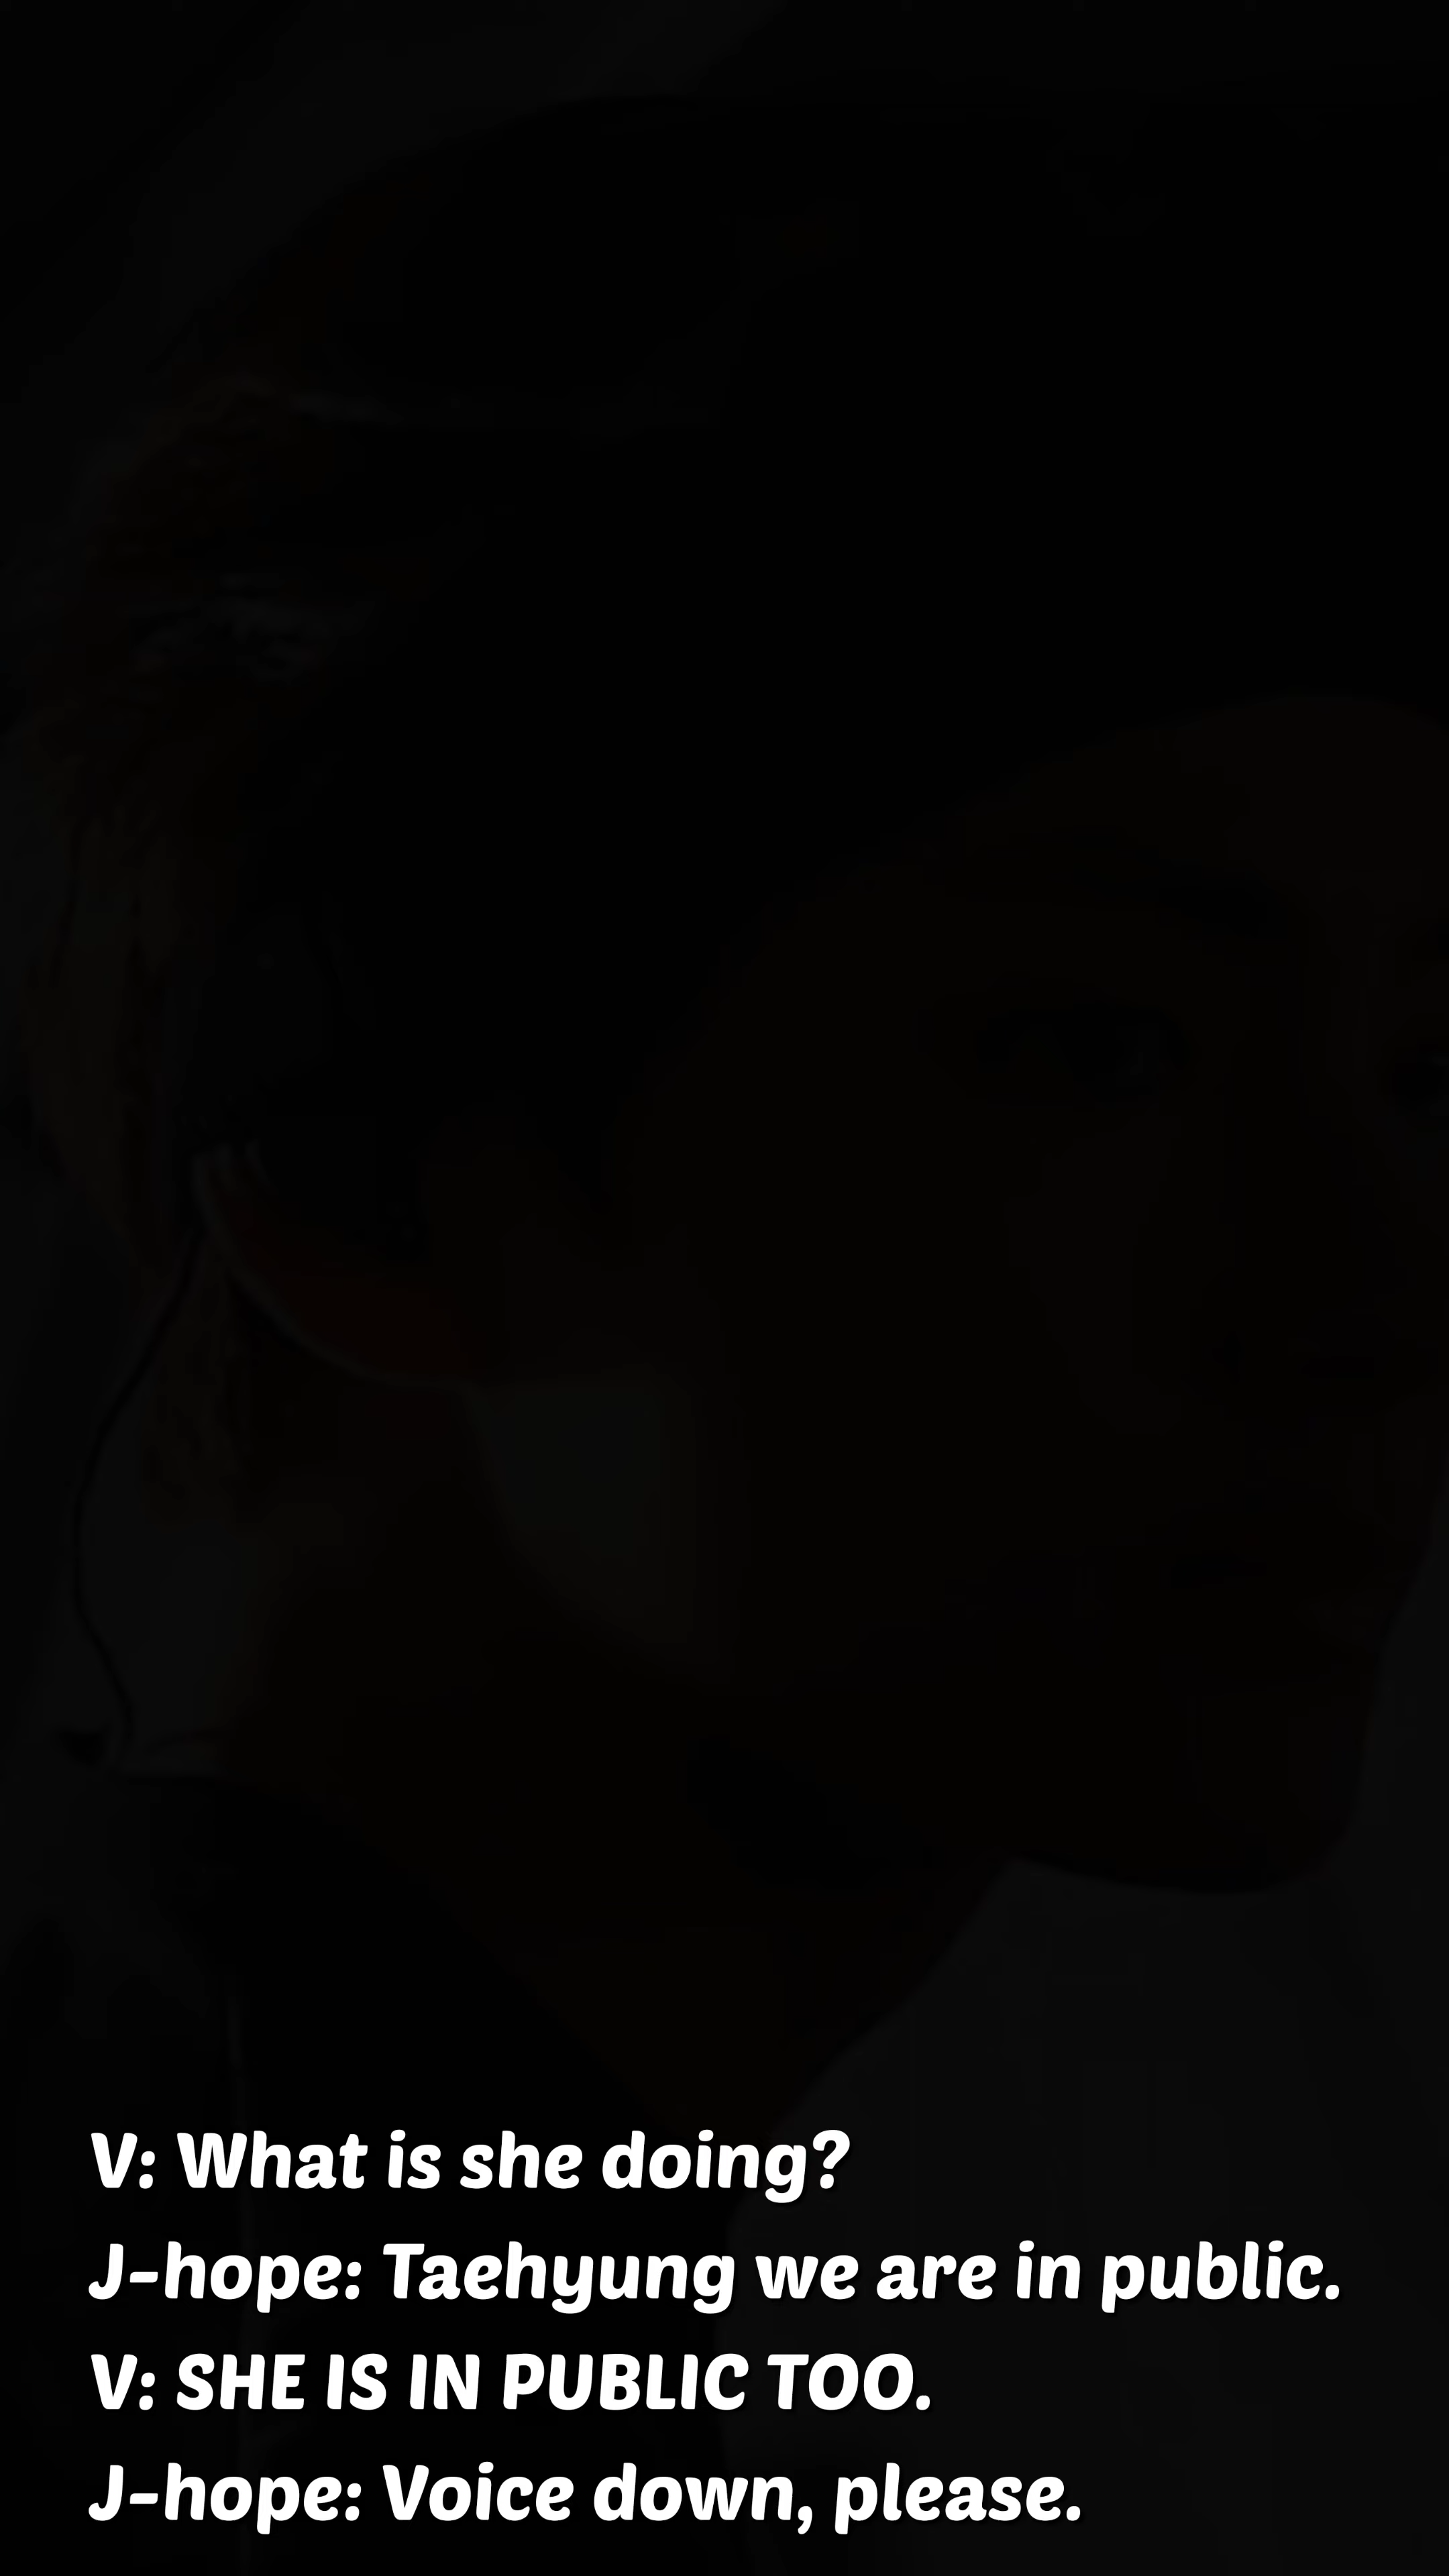 V: What is she doing?
J-hope: Taehyung we are in public.
V: SHE IS IN PUBLIC TOO.
J-hope: Voice down, please.